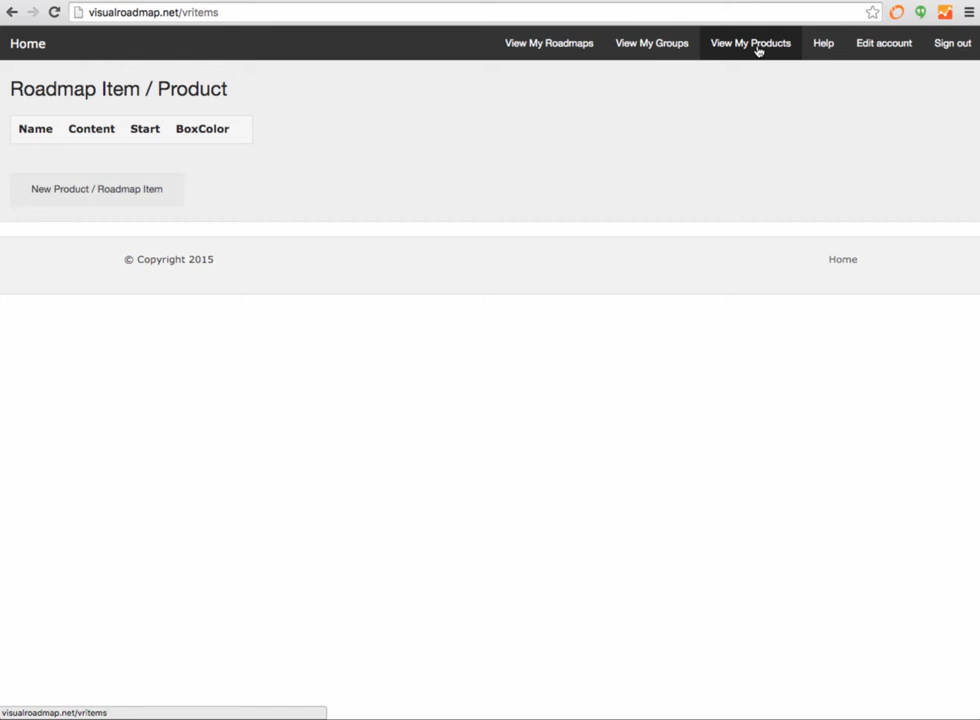 visualroadmap.net/vritems
Home View My Roadmaps View My Groups View My Products Help Edit account Sign out
Roadmap Item / Product
Name Content Start BoxColor
New Product / Roadmap Item
© Copyright 2015 Home
visualroadmap.net/vritems